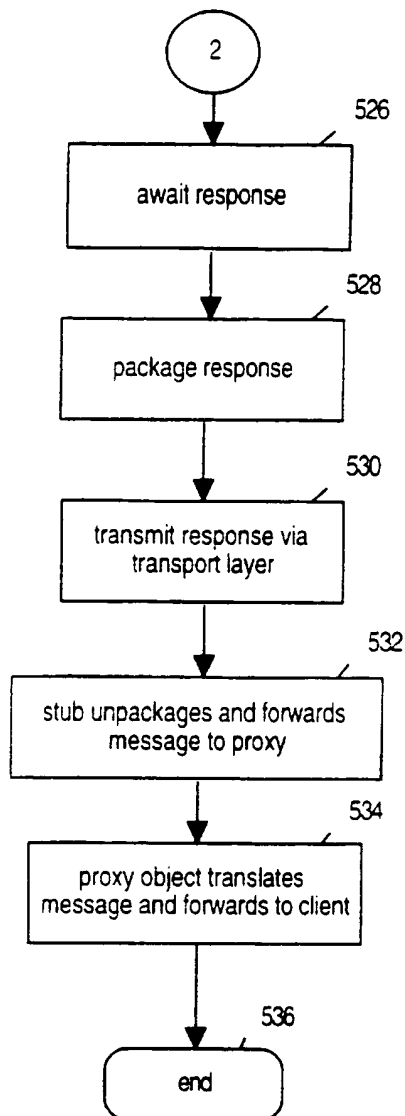 2
526
await response
528
package response
530
transmit response via
transport layer
532
stub unpackages and forwards
message to proxy
534
proxy object translates
message and forwards to client
536
end